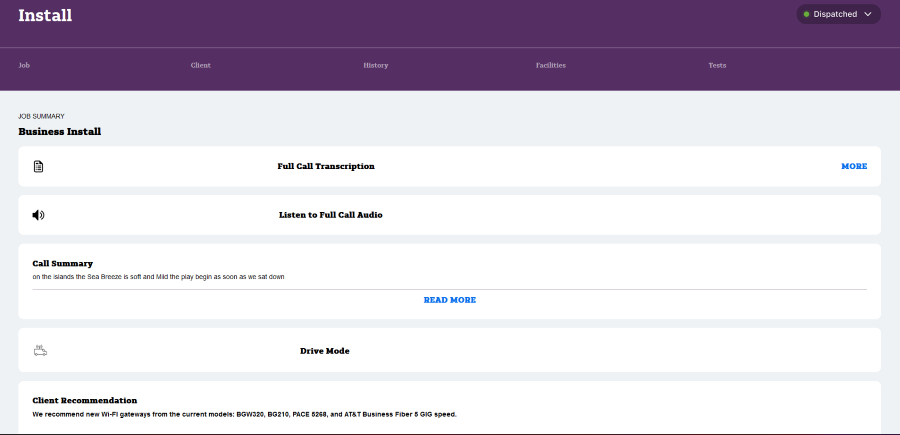 Install
Dispatched
Job Client History Facilities Tests
JOB SUMMARY
Business Install
Full Call Transcription MORE
Listen to Full Call Audio
Call Summary
on the islands the Sea Breeze is soft and Mild the play begin as soon as we sat down
READ MORE
Drive Mode
Client Recommendation
We recommend new Wi-Fi gateways from the current models: BGW320, BG210, PACE 5268, and AT&T Business Fiber 5 GIG speed.